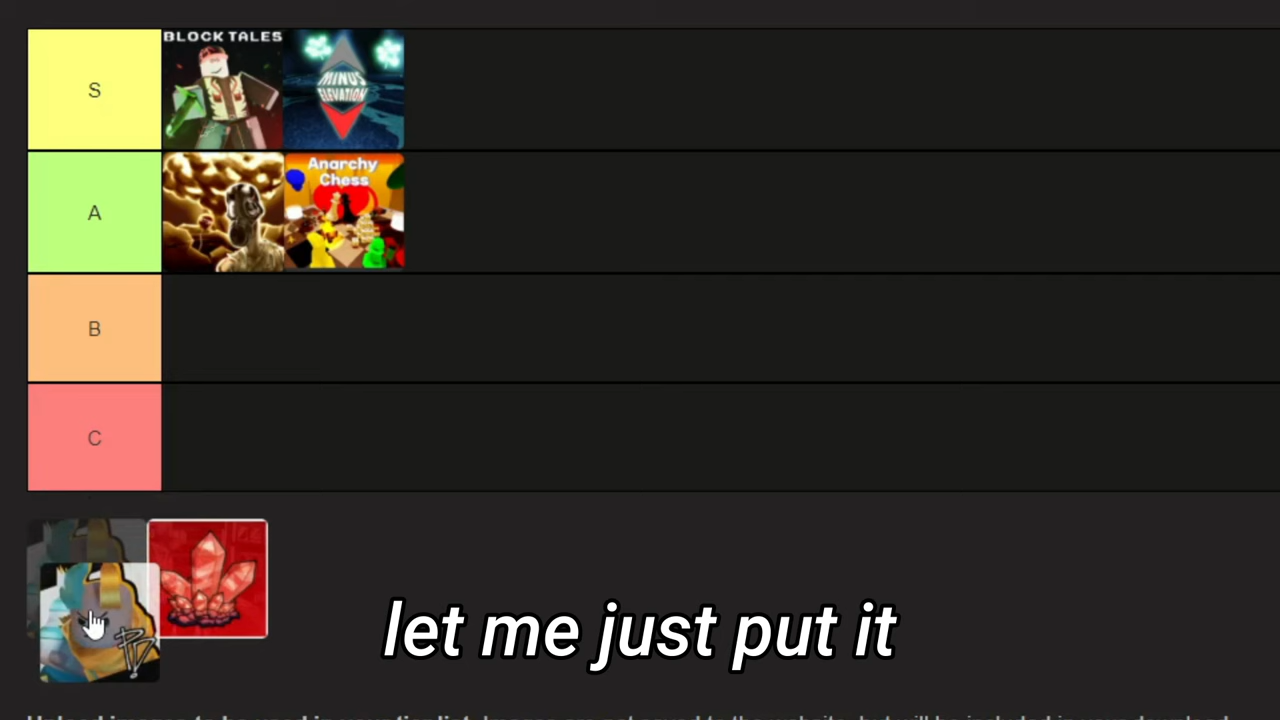 S
BLOCK TALES
MINUS
ELEVATION
A
Anarchy
Chess
B
C
let me just put it